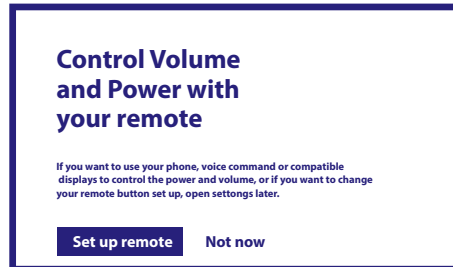 Control Volume
and Power with
your remote
If you want to use your phone, voice command or compatible
displays to control the power and volume, or if you want to change
your remote button set up, open settongs later.
Set up remote Not now